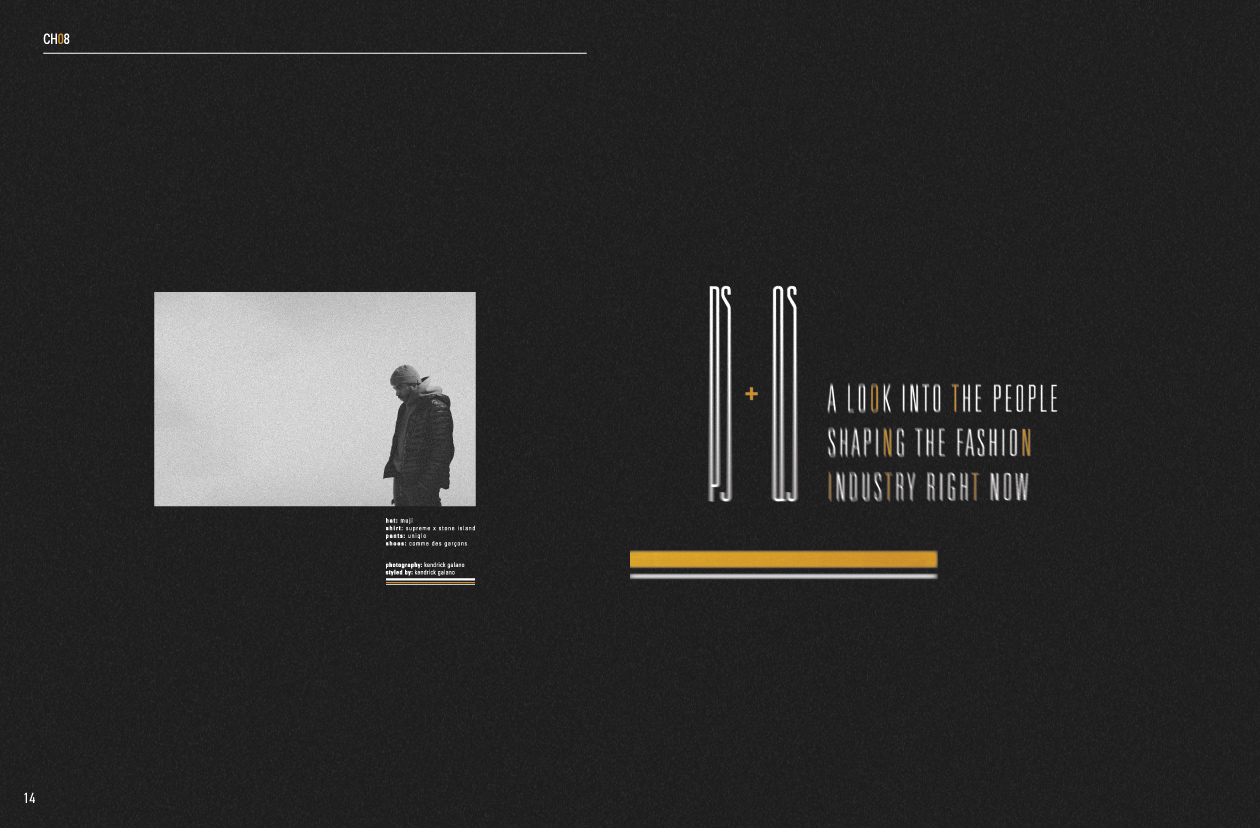 CH08
hat: muji
shirt: supreme x stone island
pants: uniqlo
shoes: comme des garçons
photography: kendrick galano
styled by: kendrick galano
14
PS + QS
A LOOK INTO THE PEOPLE
SHAPING THE FASHION
INDUSTRY RIGHT NOW